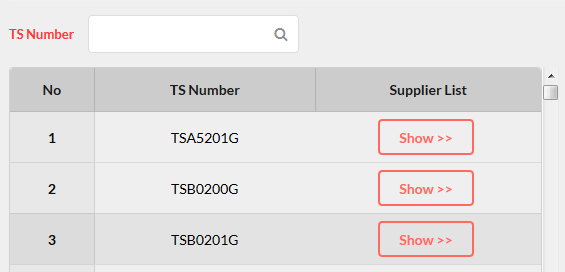 TS Number
No TS Number Supplier List
1 TSA5201G Show >>
2 TSB0200G Show >>
3 TSB0201G Show >>